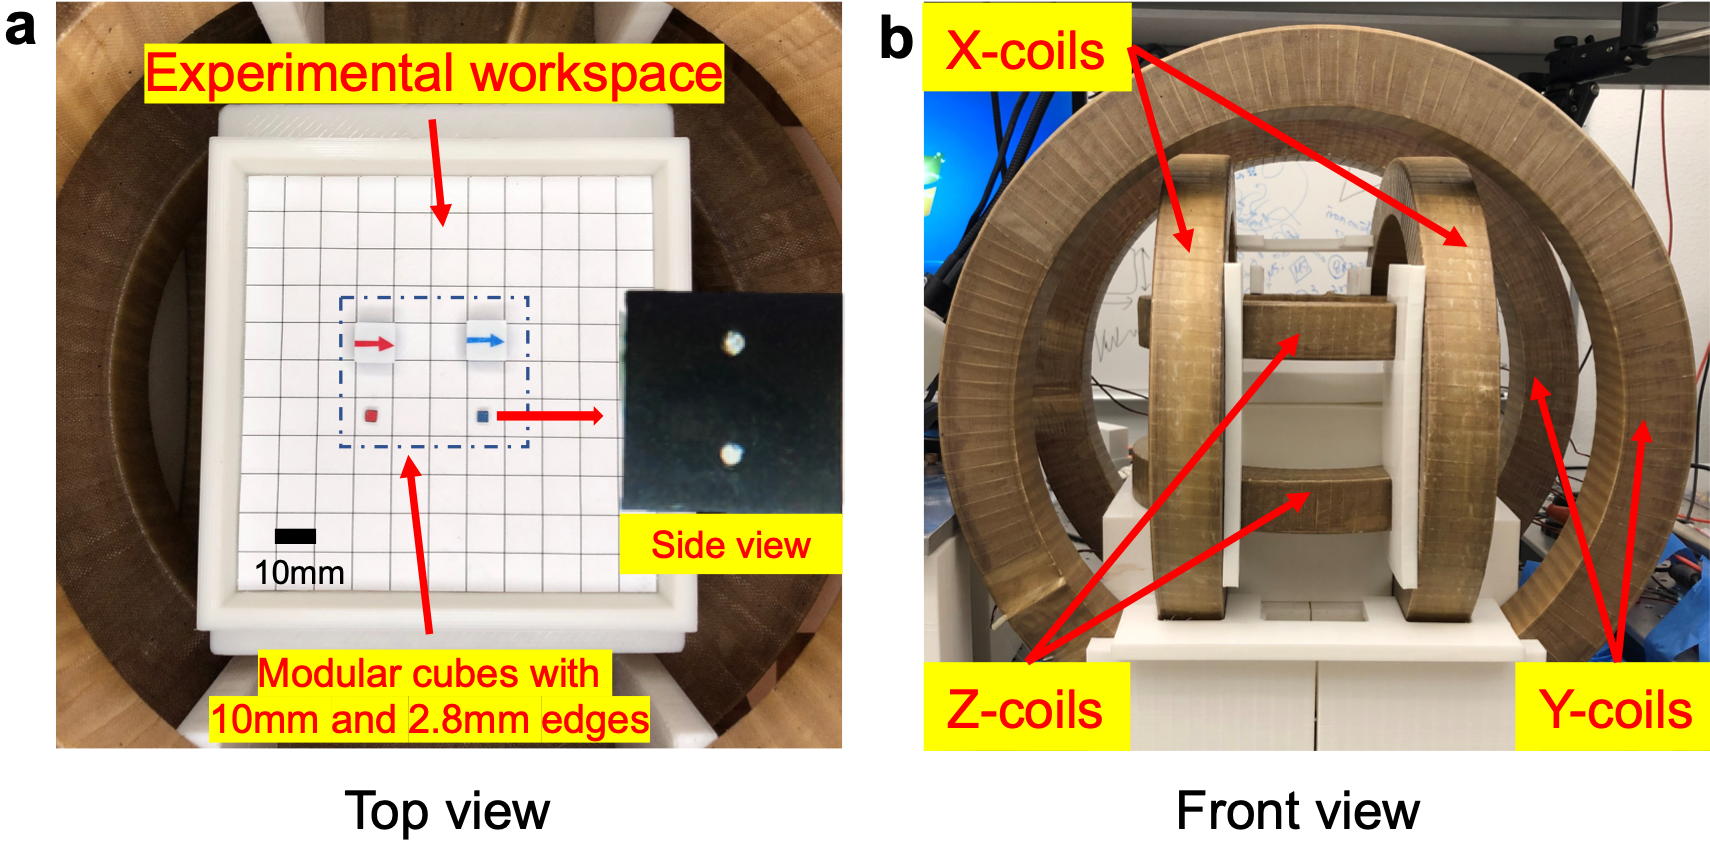 a
Experimental workspace
10mm
Side view
Modular cubes with
10mm and 2.8mm edges
Top view
b
X-coils
Z-coils
Y-coils
Front view